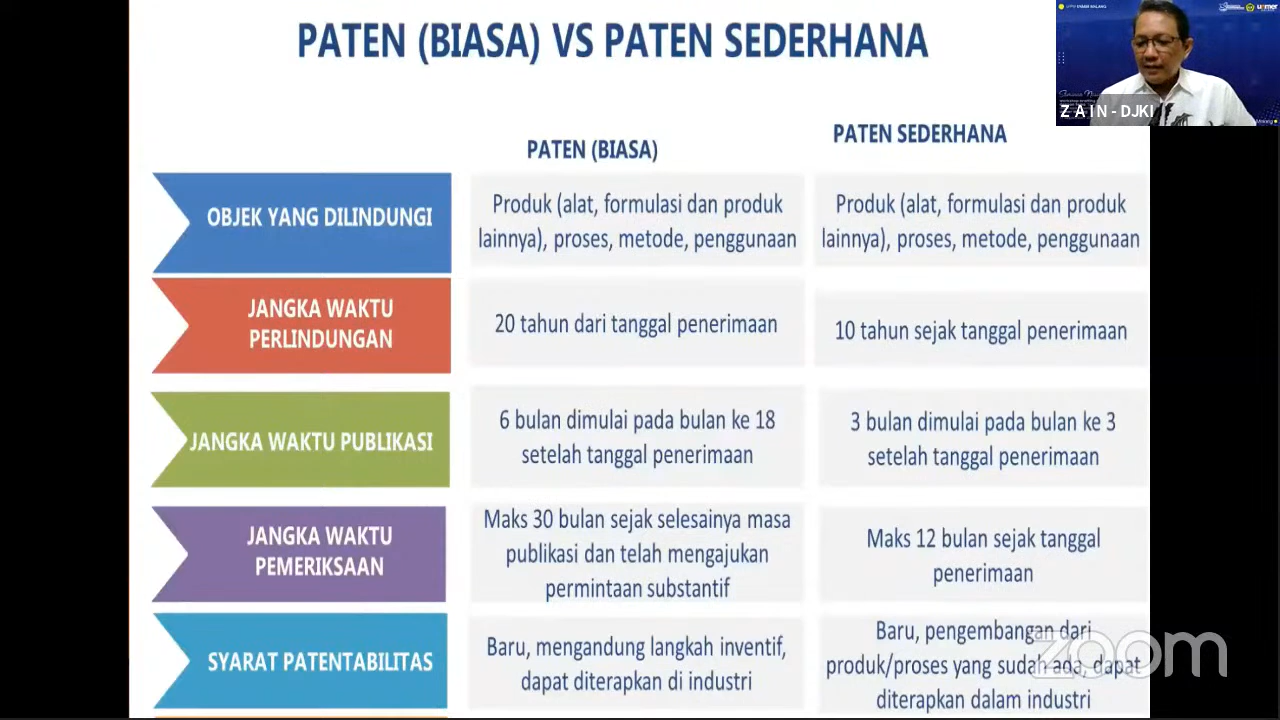 PATEN (BIASA) VS PATEN SEDERHANA
Z A I N - DJKI
PATEN (BIASA)
PATEN SEDERHANA
OBJEK YANG DILINDUNGI
Produk (alat, formulasi dan produk
lainnya), proses, metode, penggunaan
Produk (alat, formulasi dan produk
lainnya), proses, metode, penggunaan
JANGKA WAKTU
PERLINDUNGAN
20 tahun dari tanggal penerimaan
10 tahun sejak tanggal penerimaan
JANGKA WAKTU PUBLIKASI
6 bulan dimulai pada bulan ke 18
setelah tanggal penerimaan
3 bulan dimulai pada bulan ke 3
setelah tanggal penerimaan
JANGKA WAKTU
PEMERIKSAAN
Maks 30 bulan sejak selesainya masa
publikasi dan telah mengajukan
permintaan substantif
Maks 12 bulan sejak tanggal
penerimaan
SYARAT PATENTABILITAS
Baru, mengandung langkah inventif,
dapat diterapkan di industri
Baru, pengembangan dari
produk/proses yang sudah ada, dapat
diterapkan dalam industri
zoom